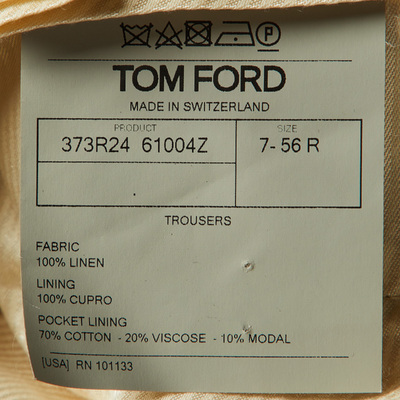 TOM FORD
MADE IN SWITZERLAND
PRODUCT SIZE
373R24 61004Z 7-56 R
TROUSERS
FABRIC
100% LINEN
LINING
100% CUPRO
POCKET LINING
70% COTTON - 20% VISCOSE - 10% MODAL
[USA] RN 101133